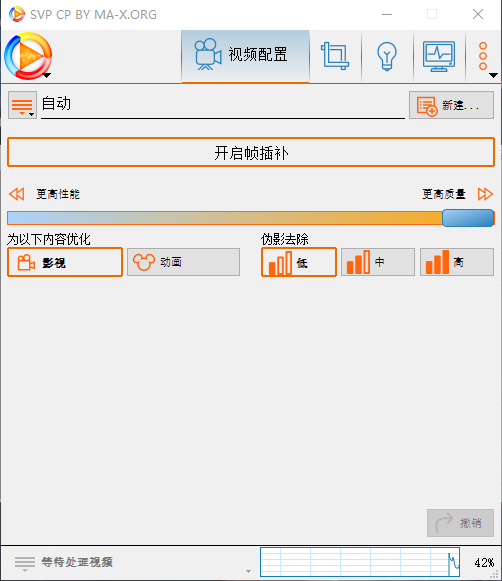 SVP CP BY MA-X.ORG
视频配置
自动
新建...
开启帧插补
更高性能
更高质量
为以下内容优化
伪影去除
影视
动画
低
中
高
撤销
等待处理视频
42%